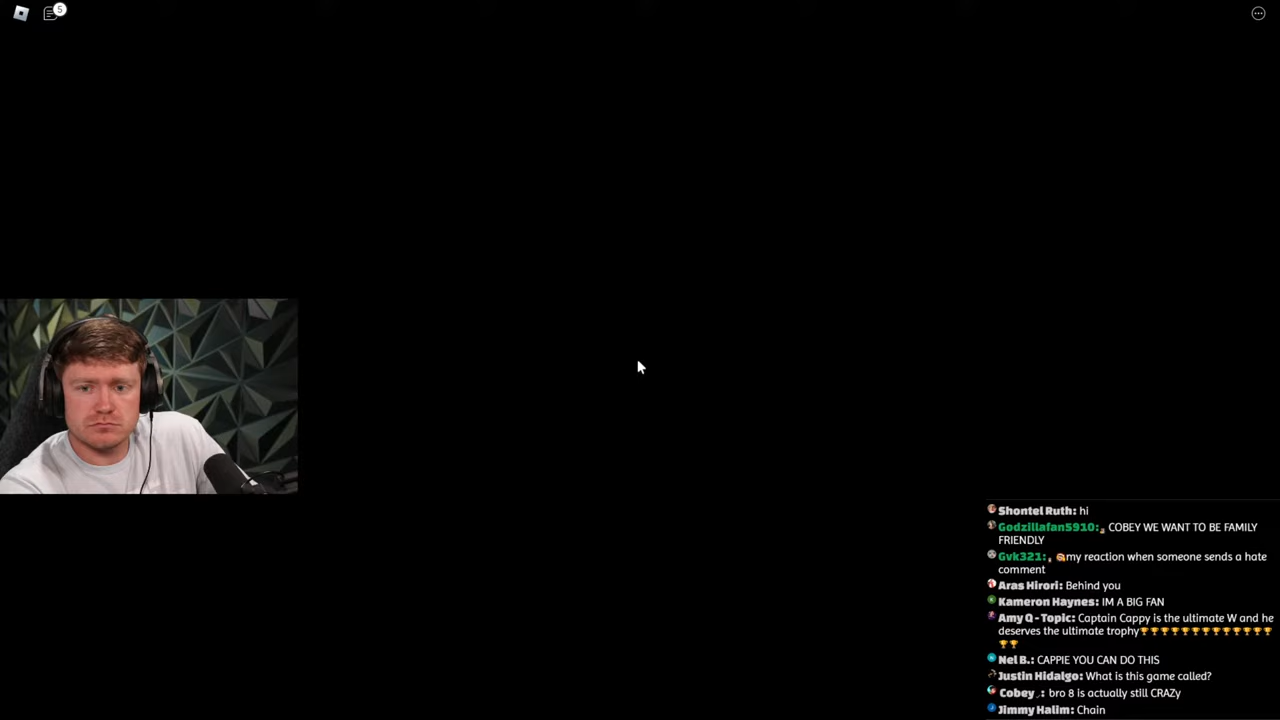 5
Shontel Ruth: hi
Godzillafan5910: COBEY WE WANT TO BE FAMILY
FRIENDLY
Gvk321: my reaction when someone sends a hate
comment
Aras Hirori: Behind you
Kameron Haynes: IM A BIG FAN
Amy Q - Topic: Captain Cappy is the ultimate W and he
deserves the ultimate trophy🏆🏆🏆🏆🏆🏆🏆🏆🏆🏆🏆🏆🏆
🏆🏆
Nel B.: CAPPIE YOU CAN DO THIS
Justin Hidalgo: What is this game called?
Cobey: bro 8 is actually still CRAZy
Jimmy Halim: Chain